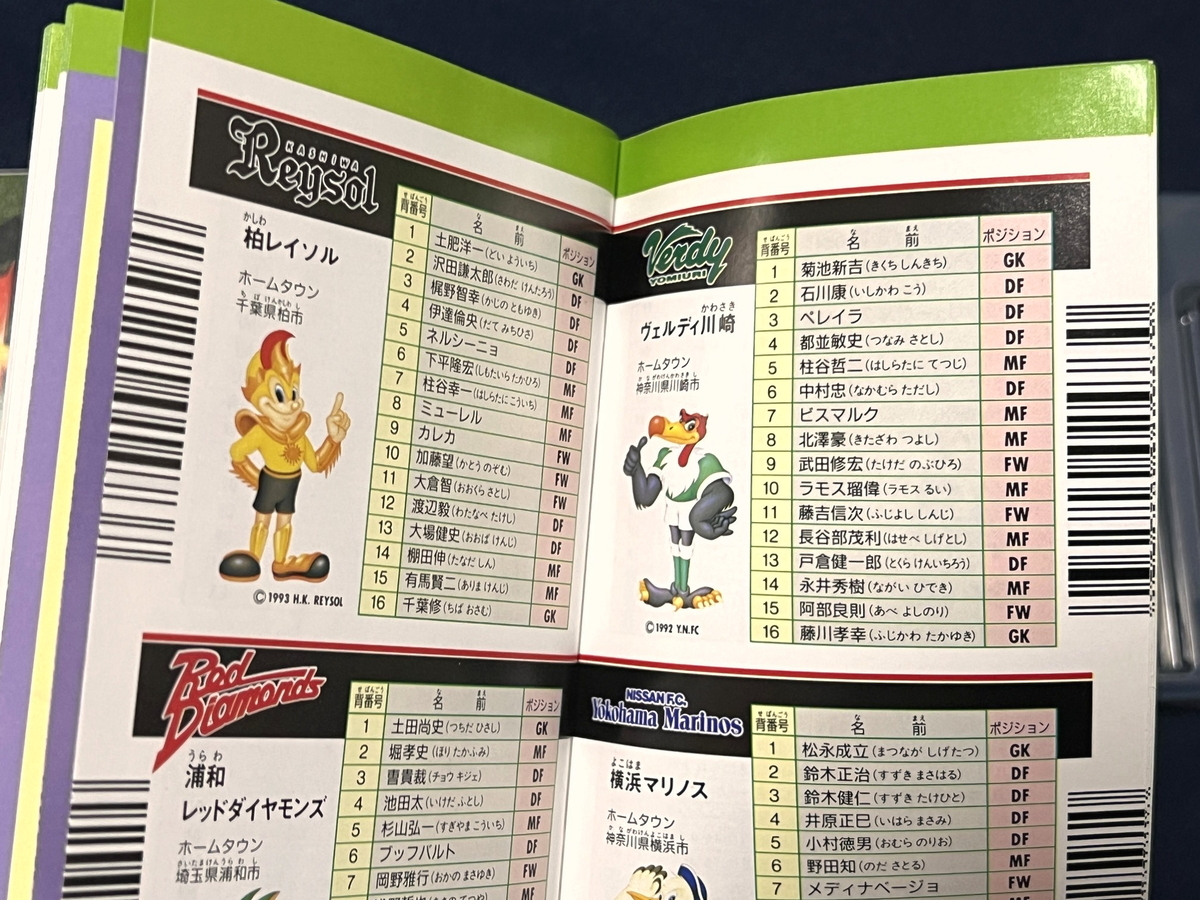 KASHIWA
Reysol
かしわ
柏レイソル
ホームタウン
ちばけんかしわし
千葉県柏市
©1993 H.K. REYSOL
せばんごう な まえ
背番号 名 前 ポジション
1 土肥洋一(どい よういち) GK
2 沢田謙太郎(さわだ けんたろう) DF
3 梶野智幸(かじの ともゆき) DF
4 伊達倫央(だて みちひさ) DF
5 ネルシーニョ DF
6 下平隆宏(しもたいら たかひろ) MF
7 柱谷幸一(はしらたに こういち) MF
8 ミューレル MF
9 カレカ FW
10 加藤望(かとう のぞむ) FW
11 大倉智(おおくら さとし) FW
12 渡辺毅(わたなべ たけし) DF
13 大場健史(おおば けんじ) DF
14 棚田伸(たなだ しん) MF
15 有馬賢二(ありま けんじ) MF
16 千葉修(ちば おさむ) GK
Verdy
YOMIURI
かわさき
ヴェルディ川崎
ホームタウン
かながわけんかわさきし
神奈川県川崎市
©1992 Y.N.FC
せばんごう な まえ
背番号 名 前 ポジション
1 菊池新吉(きくち しんきち) GK
2 石川康(いしかわ こう) DF
3 ペレイラ DF
4 都並敏史(つなみ さとし) DF
5 柱谷哲二(はしらたに てつじ) MF
6 中村忠(なかむら ただし) DF
7 ビスマルク MF
8 北澤豪(きたざわ つよし) MF
9 武田修宏(たけだ のぶひろ) FW
10 ラモス瑠偉(ラモス るい) MF
11 藤吉信次(ふじよし しんじ) FW
12 長谷部茂利(はせべ しげとし) MF
13 戸倉健一郎(とくら けんいちろう) DF
14 永井秀樹(ながい ひでき) MF
15 阿部良則(あべ よしのり) FW
16 藤川孝幸(ふじかわ たかゆき) GK
Red
Diamonds
うらわ
浦和
レッドダイヤモンズ
ホームタウン
さいたまけんうらわし
埼玉県浦和市
せばんごう な まえ
背番号 名 前 ポジション
1 土田尚史(つちだ ひさし) GK
2 堀孝史(ほり たかふみ) MF
3 曺貴裁(チョウ キジェ) DF
4 池田太(いけだ ふとし) DF
5 杉山弘一(すぎやま こういち) MF
6 ブッフバルト DF
7 岡野雅行(おかの まさゆき) FW
MF
NISSAN F.C.
Yokohama Marinos
よこはま
横浜マリノス
ホームタウン
かながわけんよこはまし
神奈川県横浜市
せばんごう な まえ
背番号 名 前 ポジション
1 松永成立(まつなが しげたつ) GK
2 鈴木正治(すずき まさはる) DF
3 鈴木健仁(すずき たけひと) DF
4 井原正巳(いはら まさみ) DF
5 小村徳男(おむら のりお) DF
6 野田知(のだ さとる) MF
7 メディナベージョ FW